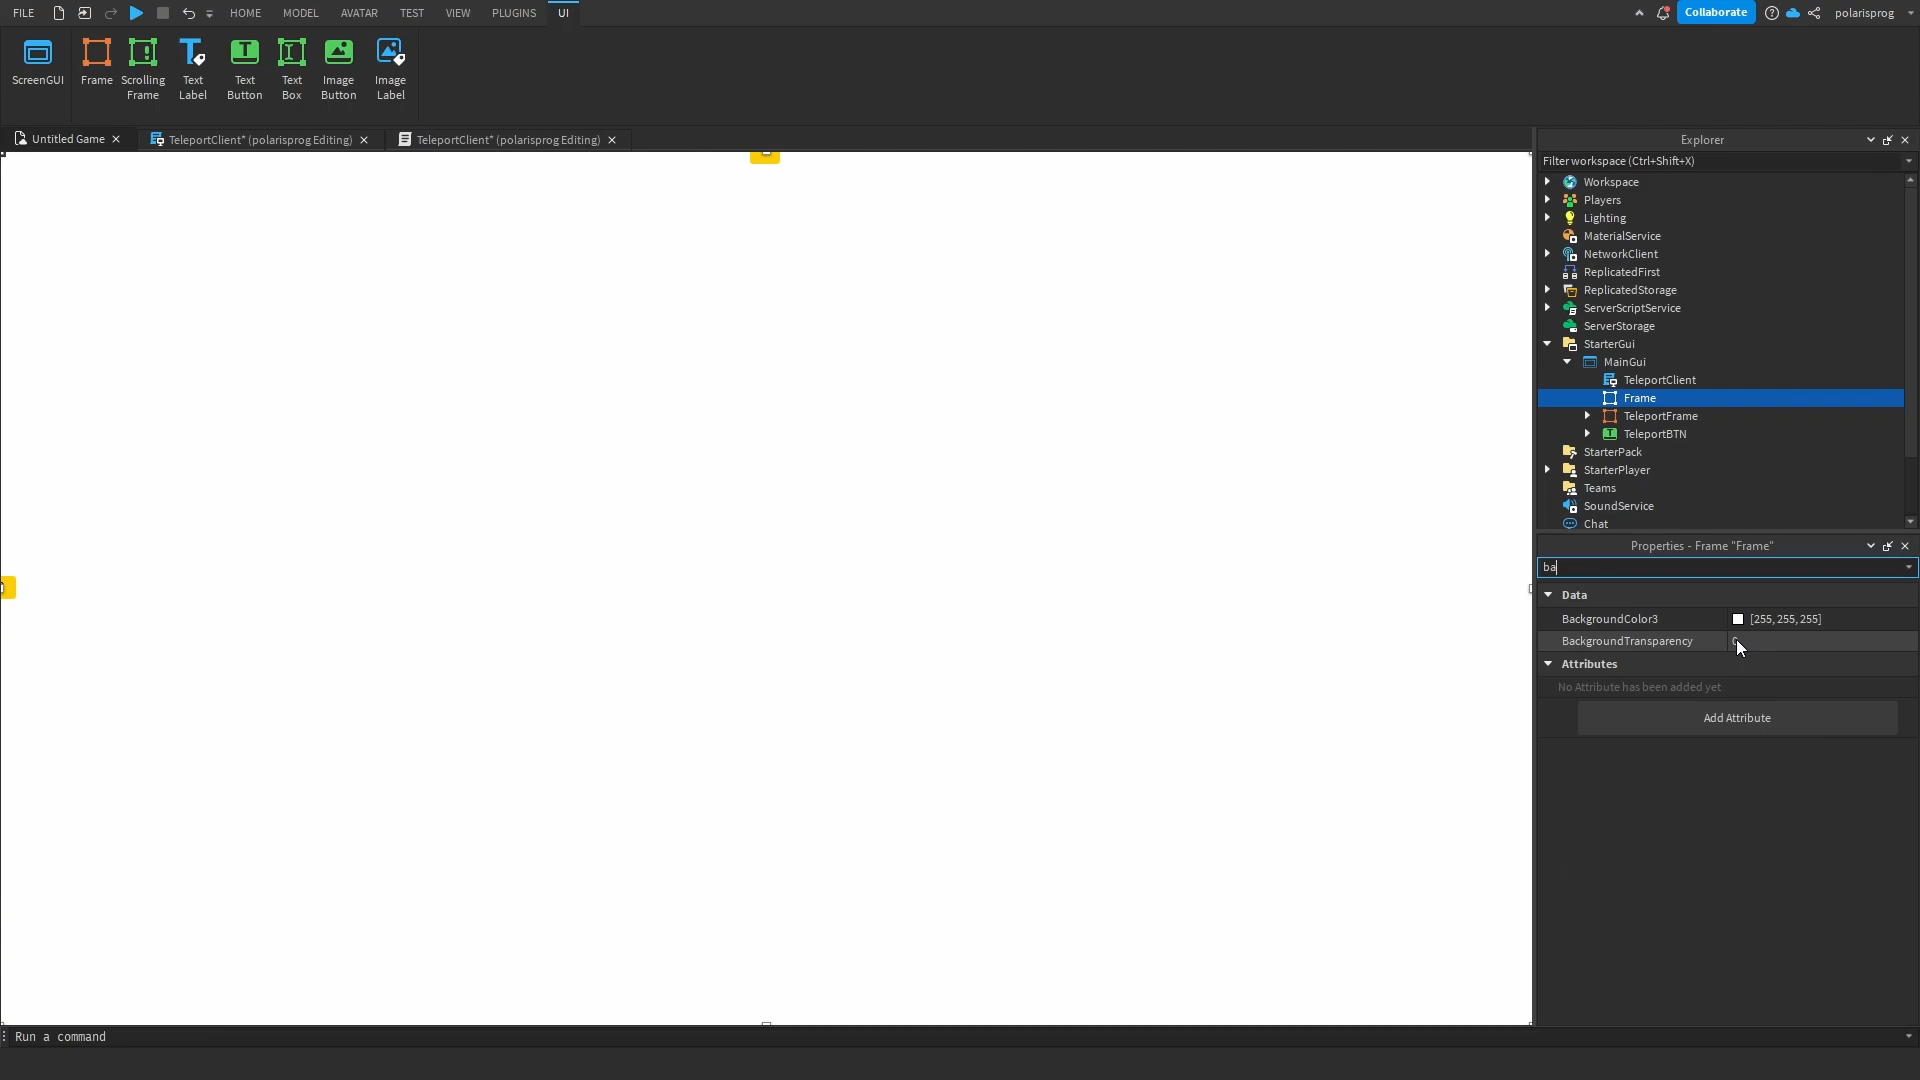 FILE HOME MODEL AVATAR TEST VIEW PLUGINS UI Collaborate polarisprog
ScreenGUI Frame Scrolling Text Text Text Image Image
Frame Label Button Box Button Label
Untitled Game TeleportClient* (polarisprog Editing) TeleportClient* (polarisprog Editing)
Explorer
Filter workspace (Ctrl+Shift+X)
Workspace
Players
Lighting
MaterialService
NetworkClient
ReplicatedFirst
ReplicatedStorage
ServerScriptService
ServerStorage
StarterGui
MainGui
TeleportClient
Frame
TeleportFrame
TeleportBTN
StarterPack
StarterPlayer
Teams
SoundService
Chat
Properties - Frame "Frame"
ba
Data
BackgroundColor3 [255, 255, 255]
BackgroundTransparency 0
Attributes
No Attribute has been added yet
Add Attribute
Run a command